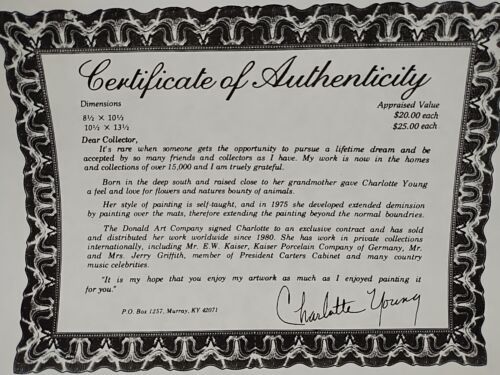 Certificate of Authenticity
Dimensions Appraised Value
8½ × 10½ $20.00 each
10½ × 13½ $25.00 each
Dear Collector,
It's rare when someone gets the opportunity to pursue a lifetime dream and be
accepted by so many friends and collectors as I have. My work is now in the homes
and collections of over 15,000 and I am truly grateful.
Born in the deep south and raised close to her grandmother gave Charlotte Young
a feel and love for flowers and natures bounty of animals.
Her style of painting is self-taught, and in 1975 she developed extended deminsion
by painting over the mats, therefore extending the painting beyond the normal boundries.
The Donald Art Company signed Charlotte to an exclusive contract and has sold
and distributed her work worldwide since 1980. She has work in private collections
internationally, including Mr. E.W. Kaiser, Kaiser Porcelain Company of Germany, Mr.
and Mrs. Jerry Griffith, member of President Carters Cabinet and many country
music celebrities.
"It is my hope that you enjoy my artwork as much as I enjoyed painting it
for you."
P.O. Box 1257, Murray, KY 42071
Charlotte Young